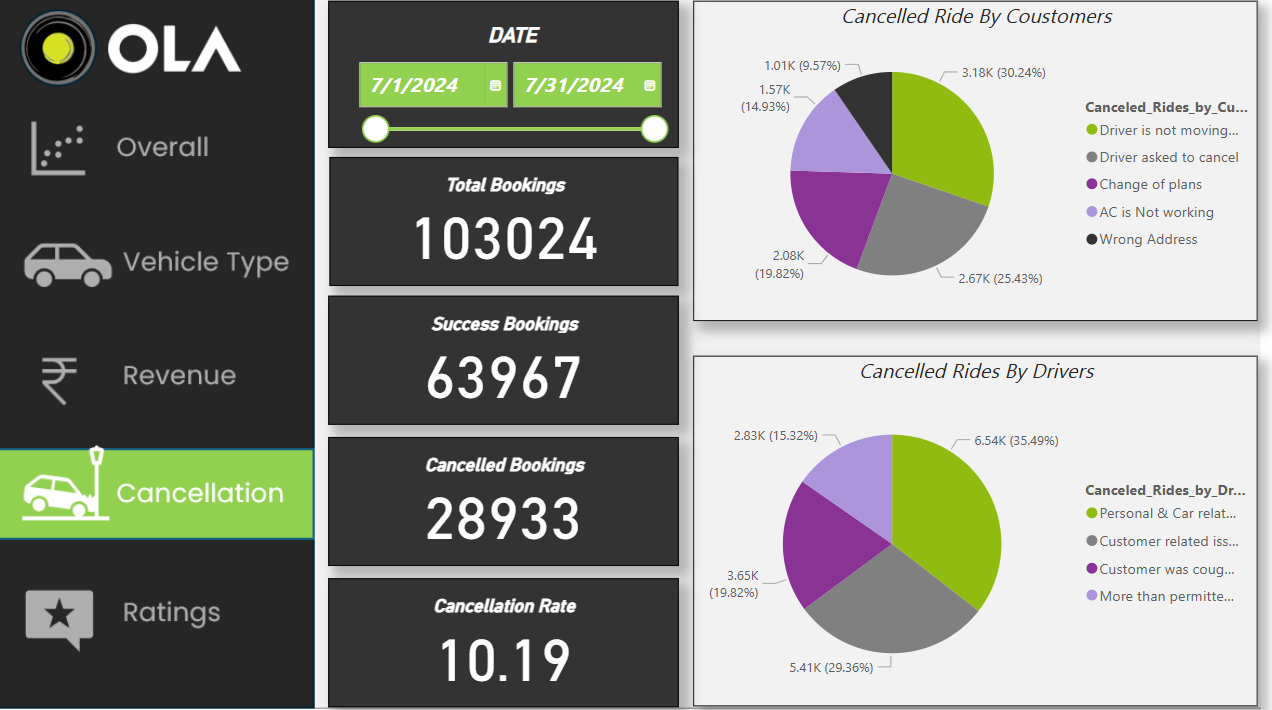 OLA
Overall
Vehicle Type
Revenue
Cancellation
Ratings
DATE
7/1/2024
7/31/2024
Total Bookings
103024
Success Bookings
63967
Cancelled Bookings
28933
Cancellation Rate
10.19
Cancelled Ride By Coustomers
1.01K (9.57%)
3.18K (30.24%)
1.57K
(14.93%)
2.08K
(19.82%)
2.67K (25.43%)
Canceled_Rides_by_Cu...
Driver is not moving...
Driver asked to cancel
Change of plans
AC is Not working
Wrong Address
Cancelled Rides By Drivers
2.83K (15.32%)
6.54K (35.49%)
3.65K
(19.82%)
5.41K (29.36%)
Canceled_Rides_by_Dr...
Personal & Car relat...
Customer related iss...
Customer was coug...
More than permitte...